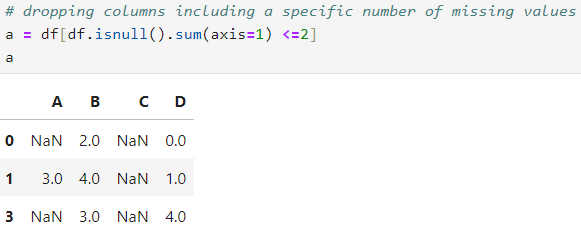 # dropping columns including a specific number of missing values
a = df[df.isnull().sum(axis=1) <=2]
a
A B C D
0 NaN 2.0 NaN 0.0
1 3.0 4.0 NaN 1.0
3 NaN 3.0 NaN 4.0